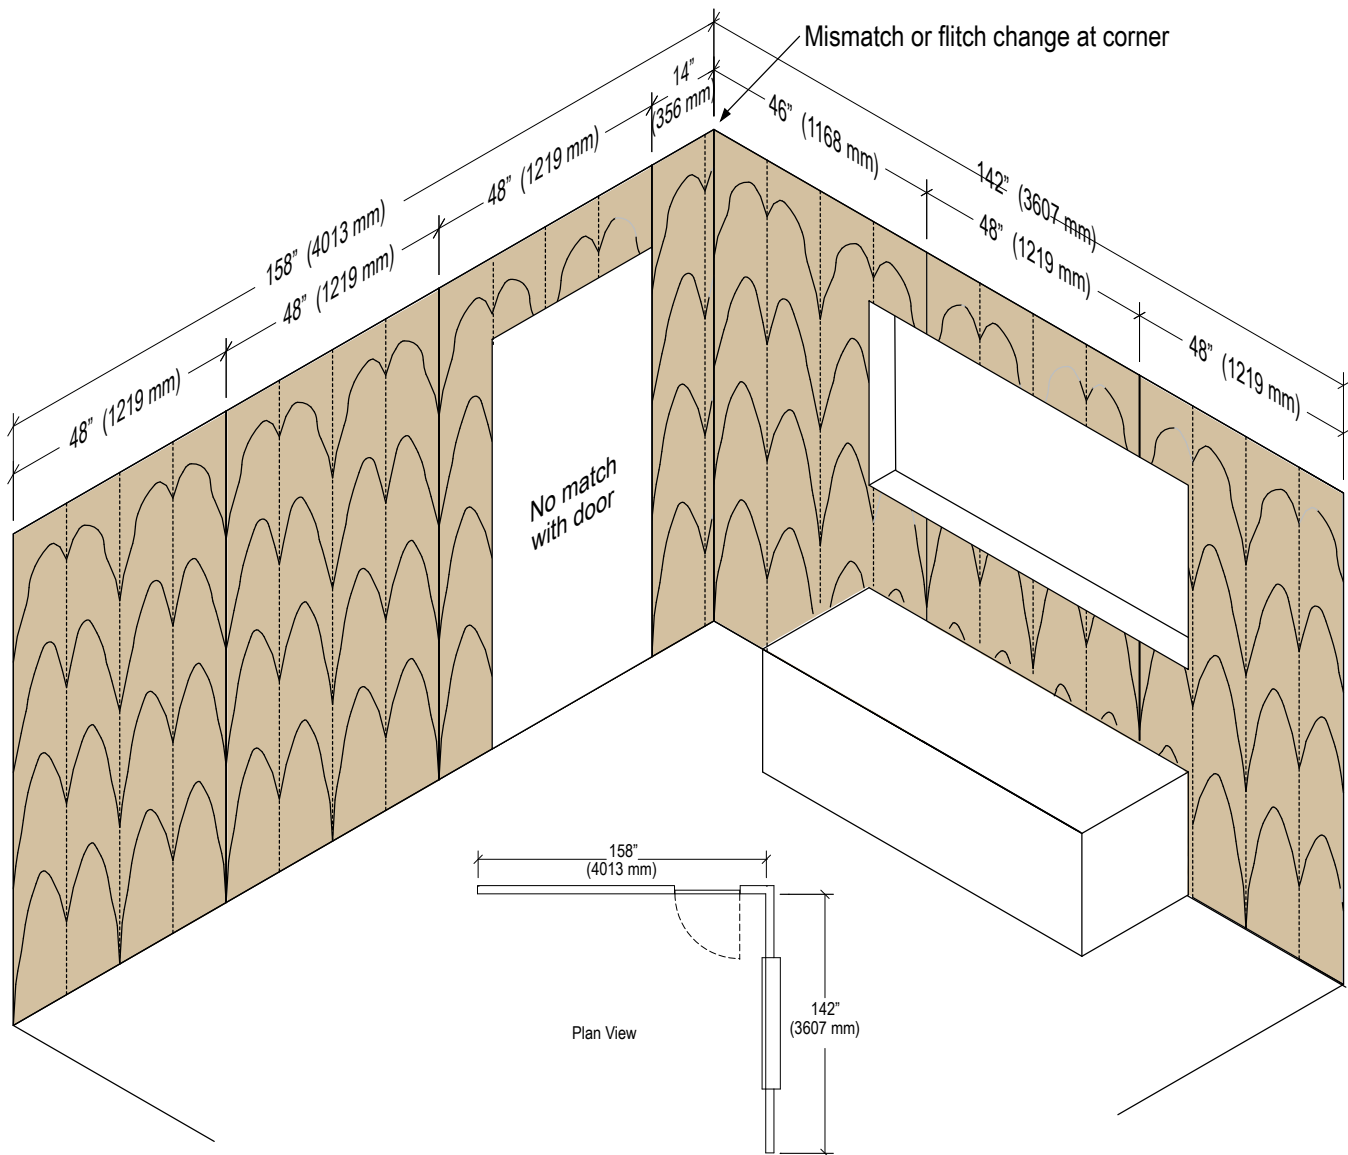 Mismatch or flitch change at corner
14”
(356 mm)
46” (1168 mm)
142” (3607 mm)
48” (1219 mm)
48” (1219 mm)
158” (4013 mm)
48” (1219 mm)
48” (1219 mm)
48” (1219 mm)
No match
with door
158”
(4013 mm)
142”
(3607 mm)
Plan View